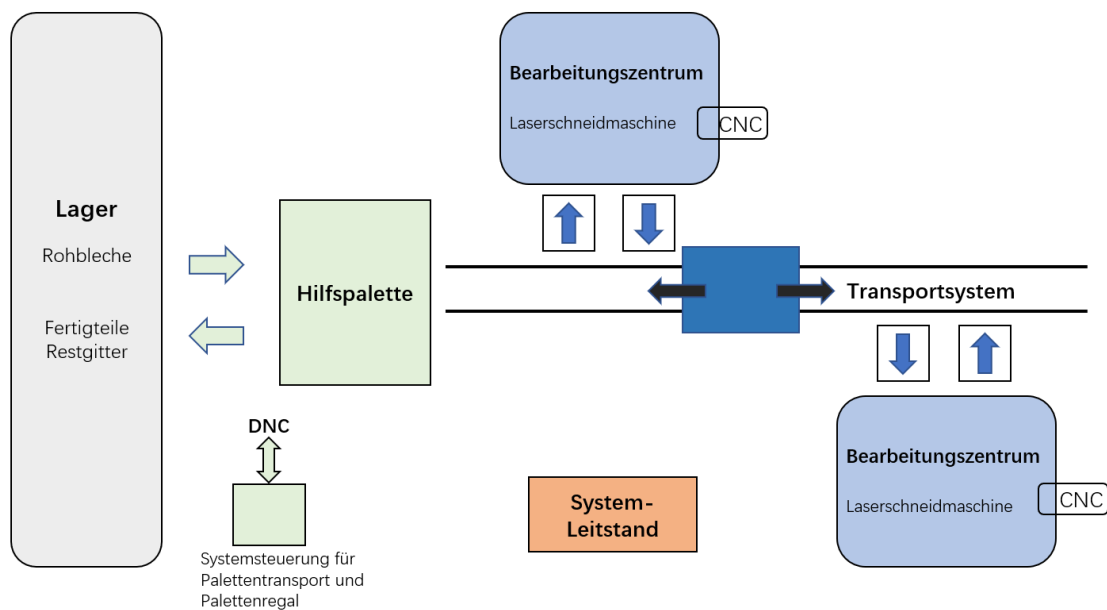 Lager
Rohbleche
Fertigteile
Restgitter
Hilfspalette
DNC
Systemsteuerung für
Palettentransport und
Palettenregal
Bearbeitungszentrum
Laserschneidmaschine
CNC
Transportsystem
System-
Leitstand
Bearbeitungszentrum
Laserschneidmaschine
CNC